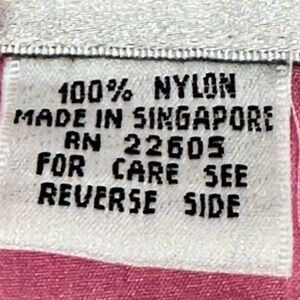 100% NYLON
MADE IN SINGAPORE
RN 22605
FOR CARE SEE
REVERSE SIDE